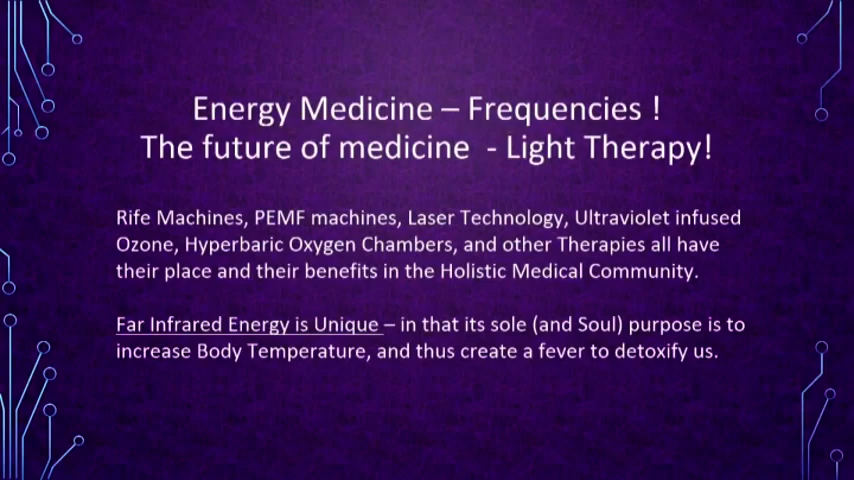 Energy Medicine – Frequencies !
The future of medicine  - Light Therapy!
Rife Machines, PEMF machines, Laser Technology, Ultraviolet infused
Ozone, Hyperbaric Oxygen Chambers, and other Therapies all have
their place and their benefits in the Holistic Medical Community.
Far Infrared Energy is Unique – in that its sole (and Soul) purpose is to
increase Body Temperature, and thus create a fever to detoxify us.